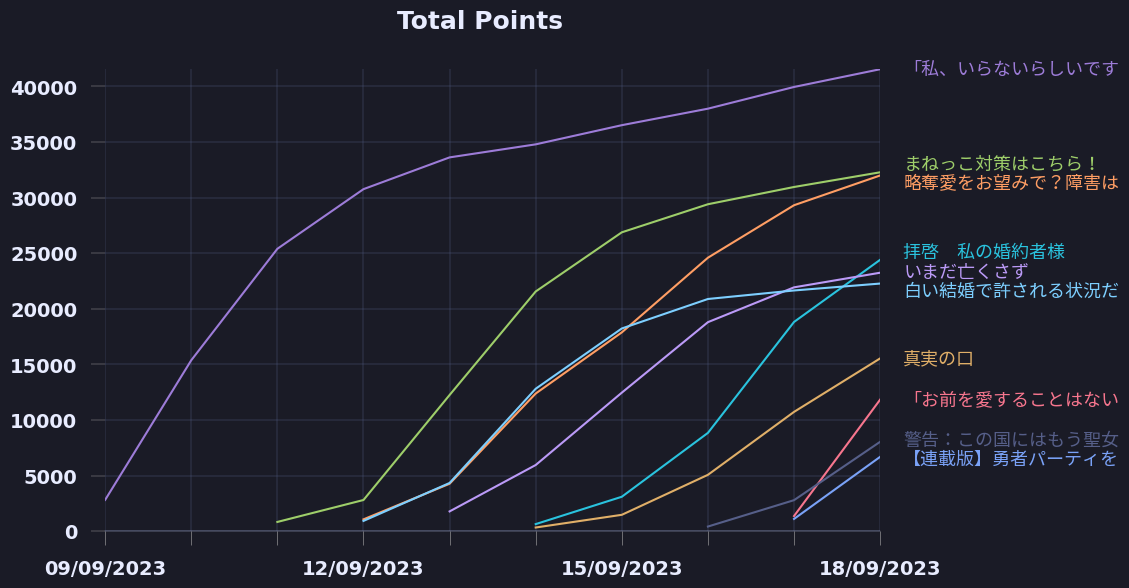 Total Points
40000
35000
30000
25000
20000
15000
10000
5000
0
09/09/2023
12/09/2023
15/09/2023
18/09/2023
「私、いらないらしいです
まねっこ対策はこちら！
略奪愛をお望みで？障害は
拝啓　私の婚約者様
いまだ亡くさず
白い結婚で許される状況だ
真実の口
「お前を愛することはない
警告：この国にはもう聖女
【連載版】勇者パーティを